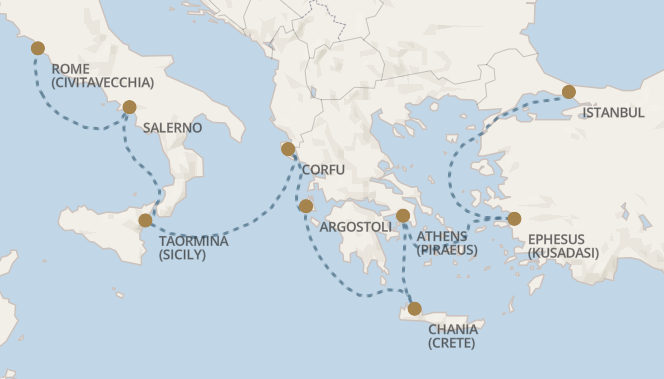 ROME
(CIVITAVECCHIA)
SALERNO
ISTANBUL
CORFU
ARGOSTOLI
TAORMINA
(SICILY)
ATHENS
(PIRAEUS)
EPHESUS
(KUSADASI)
CHANIA
(CRETE)